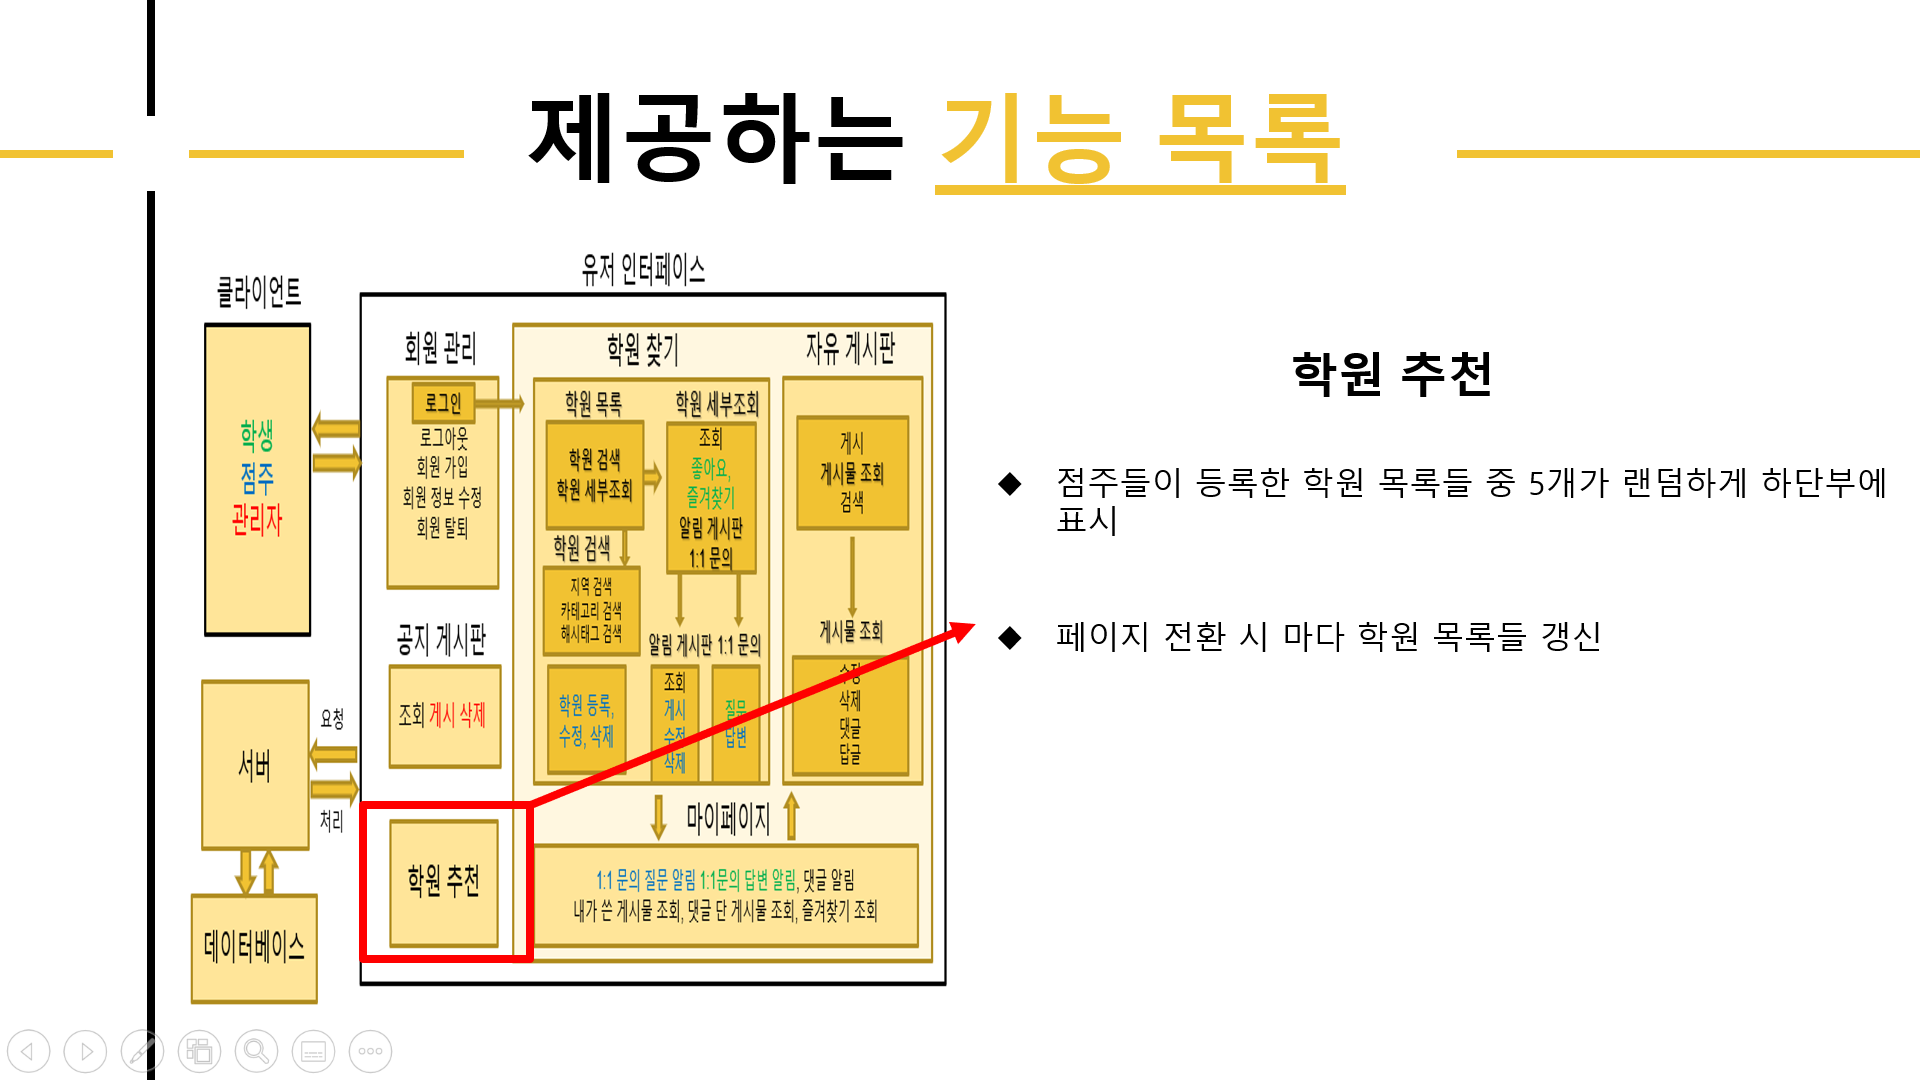 제공하는 기능 목록
유저 인터페이스
클라이언트
학생
점주
관리자
서버
요청
처리
데이터베이스
회원 관리
로그인
로그아웃
회원 가입
회원 정보 수정
회원 탈퇴
공지 게시판
조회 게시 삭제
학원 추천
학원 찾기
학원 목록
학원 검색
학원 세부조회
학원 검색
지역 검색
카테고리 검색
해시태그 검색
학원 등록,
수정, 삭제
학원 세부조회
조회
좋아요,
즐겨찾기
알림 게시판
1:1 문의
알림 게시판
조회
게시
수정
삭제
1:1 문의
질문
답변
자유 게시판
게시
게시물 조회
검색
게시물 조회
수정
삭제
댓글
답글
마이페이지
1:1 문의 질문 알림 1:1문의 답변 알림, 댓글 알림
내가 쓴 게시물 조회, 댓글 단 게시물 조회, 즐겨찾기 조회
학원 추천
◆ 점주들이 등록한 학원 목록들 중 5개가 랜덤하게 하단부에
표시
◆ 페이지 전환 시 마다 학원 목록들 갱신